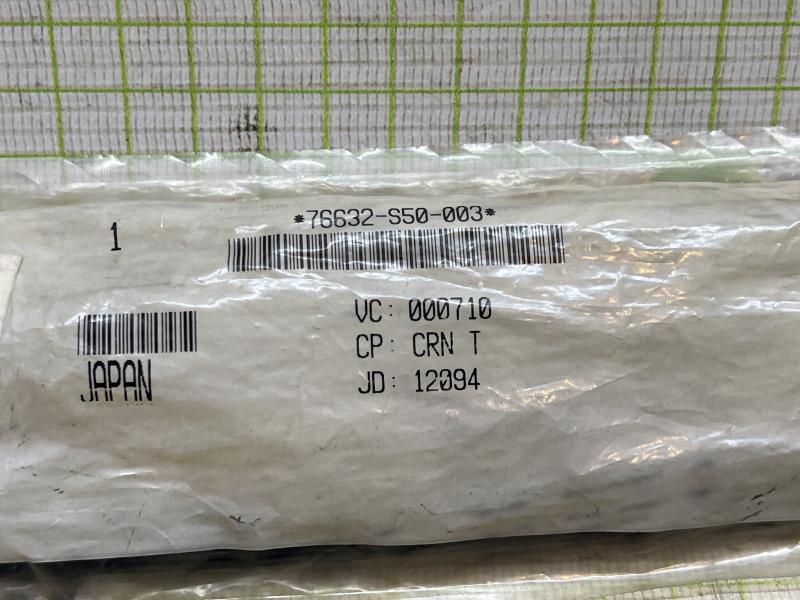 *76632-S50-003*
1
VC: 000710
CP: CRN T
JD: 12094
JAPAN